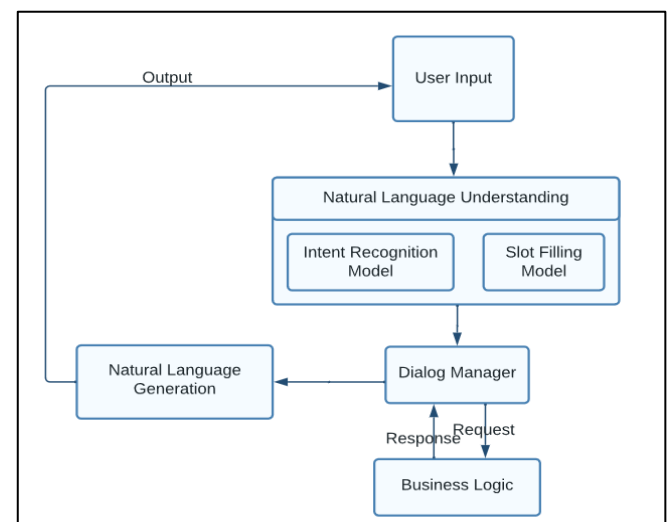 Output
User Input
Natural Language Understanding
Intent Recognition
Model
Slot Filling
Model
Natural Language
Generation
Dialog Manager
Response
Request
Business Logic